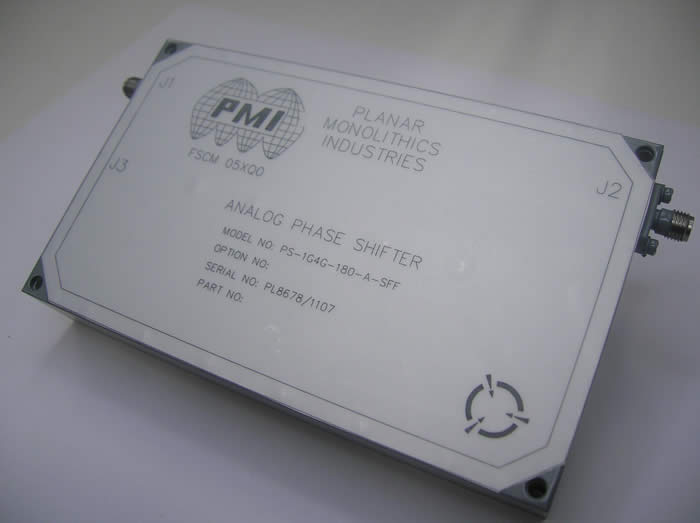 J1
PMI
FSCM 05XQ0
PLANAR
MONOLITHICS
INDUSTRIES
J3
J2
ANALOG PHASE SHIFTER
MODEL NO: PS-1G4G-180-A-SFF
OPTION NO:
SERIAL NO: PL8678/1107
PART NO: